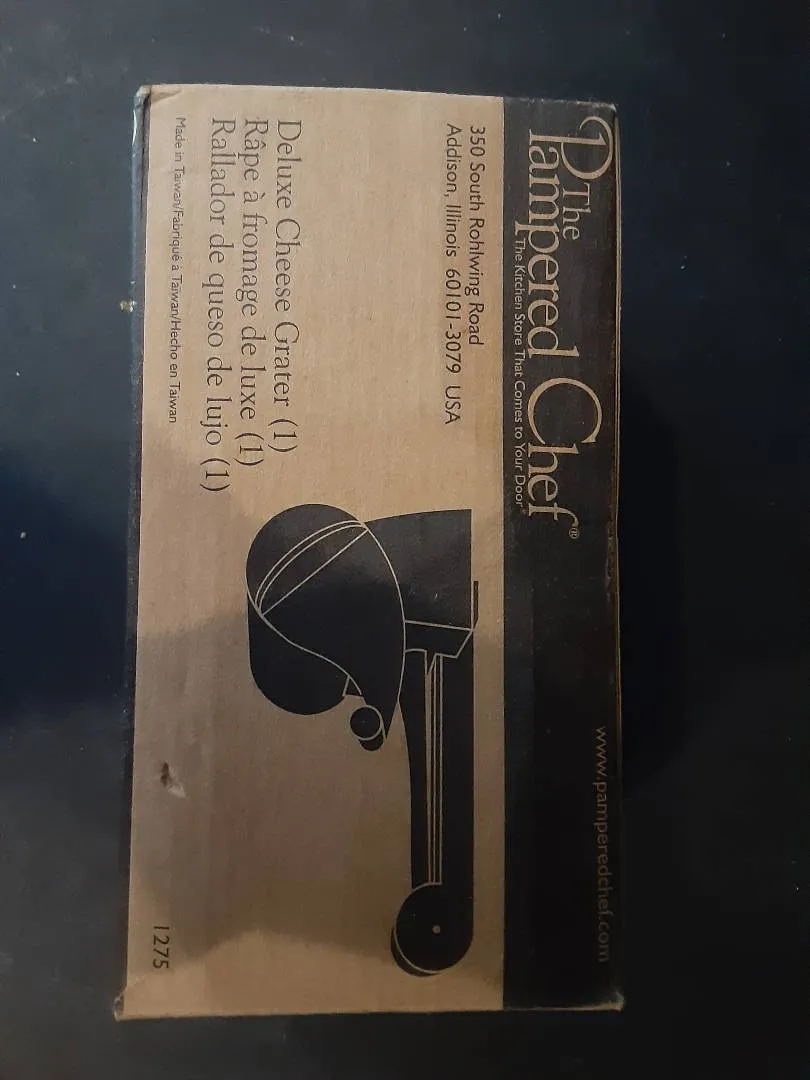 The
Pampered Chef®
The Kitchen Store That Comes to Your Door®
www.pamperedchef.com
350 South Rohlwing Road
Addison, Illinois 60101-3079 USA
Deluxe Cheese Grater (1)
Râpe à fromage de luxe (1)
Rallador de queso de lujo (1)
Made in Taiwan/Fabriqué à Taiwan/Hecho en Taiwan
1275